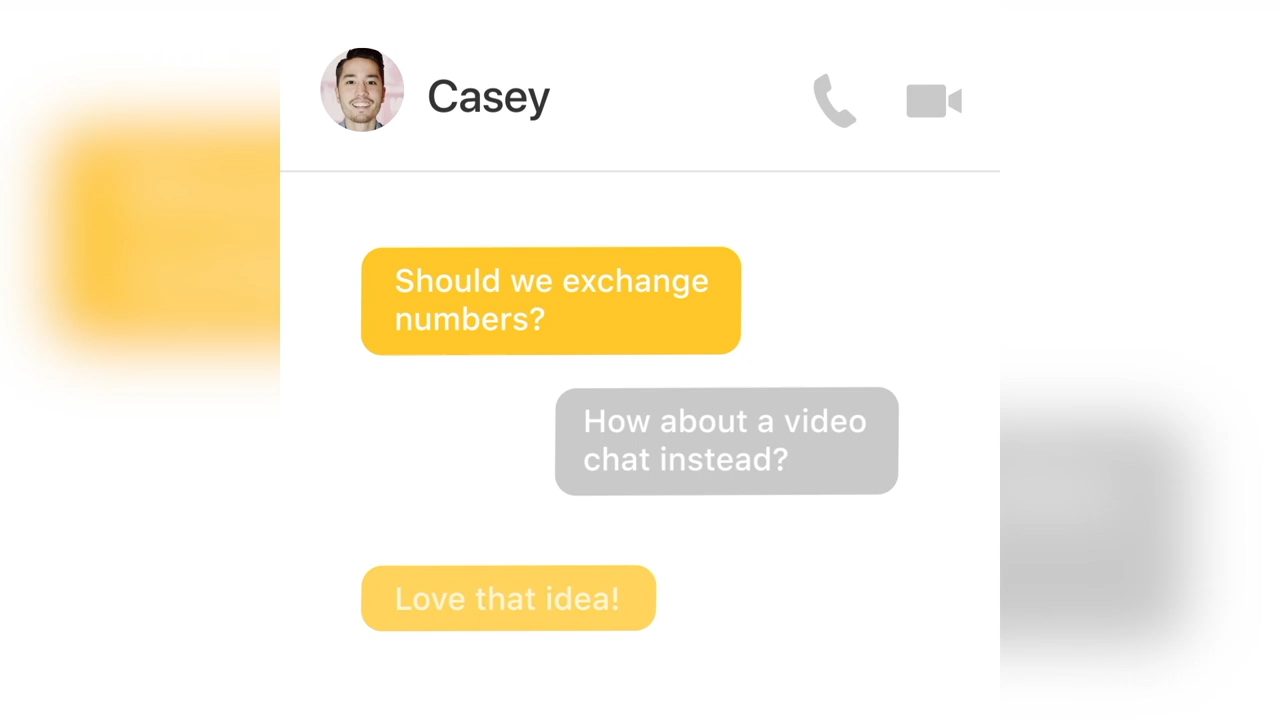 Casey
Should we exchange
numbers?
How about a video
chat instead?
Love that idea!